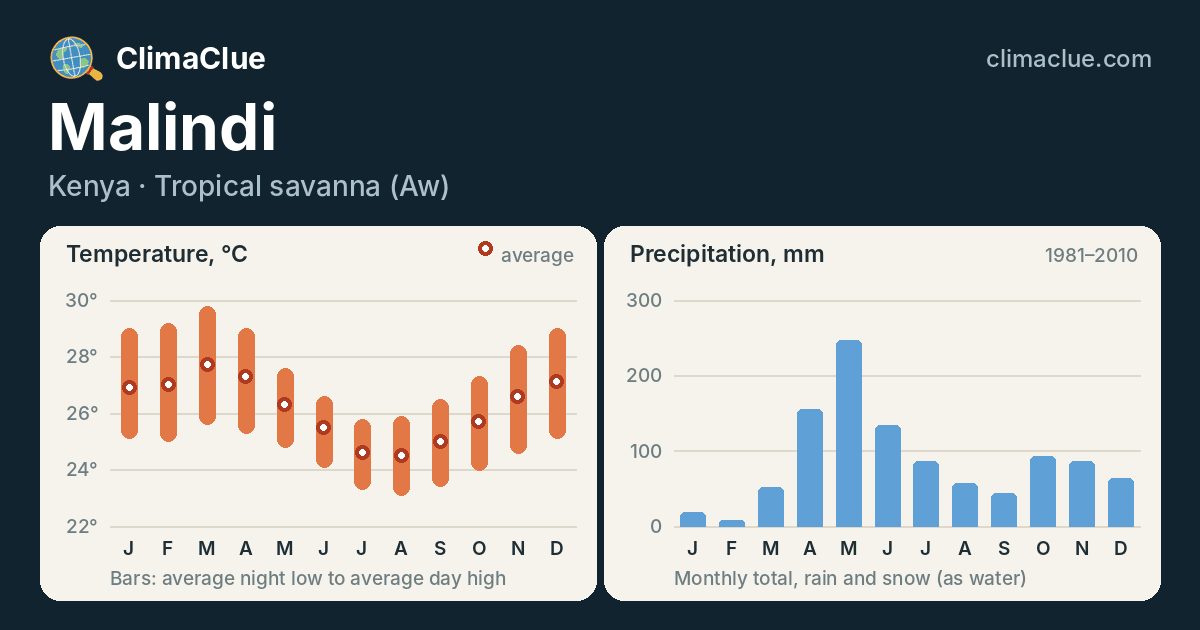 ClimaClue
climaclue.com
Malindi
Kenya · Tropical savanna (Aw)
Temperature, °C
average
30°
28°
26°
24°
22°
J F M A M J J A S O N D
Bars: average night low to average day high
Precipitation, mm
1981–2010
300
200
100
0
J F M A M J J A S O N D
Monthly total, rain and snow (as water)